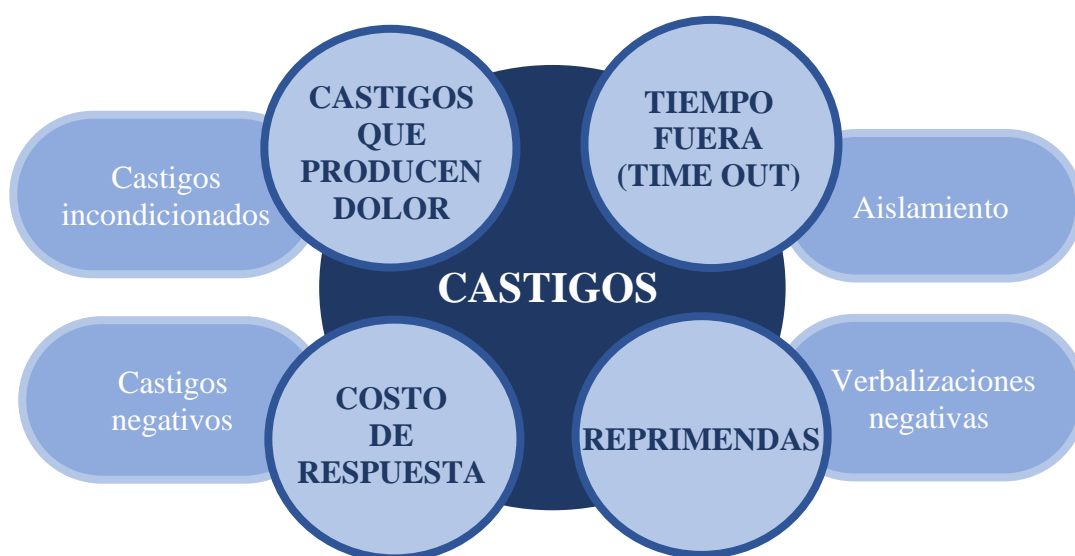 CASTIGOS
QUE
PRODUCEN
DOLOR
Castigos
incondicionados
TIEMPO
FUERA
(TIME OUT)
Aislamiento
CASTIGOS
Castigos
negativos
COSTO
DE
RESPUESTA
REPRIMENDAS
Verbalizaciones
negativas